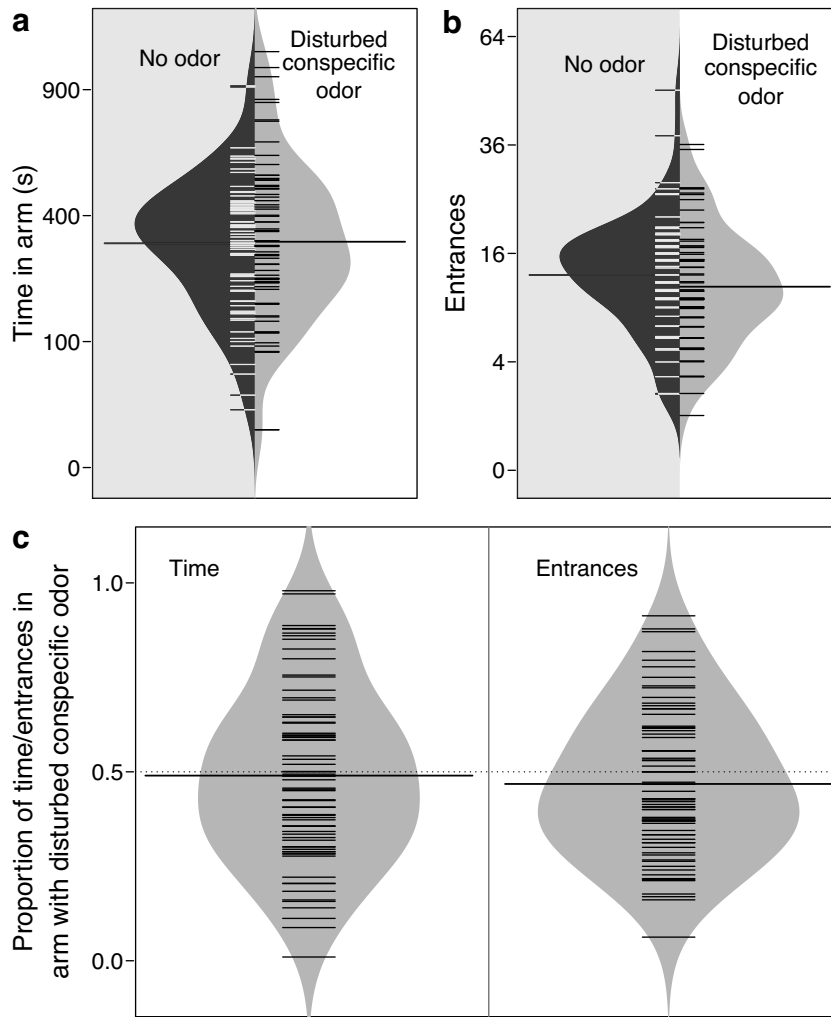 a
No odor
Disturbed
conspecific
odor
Time in arm (s)
900
400
100
0
b
No odor
Disturbed
conspecific
odor
Entrances
64
36
16
4
0
c
Time
Entrances
Proportion of time/entrances in
arm with disturbed conspecific odor
1.0
0.5
0.0